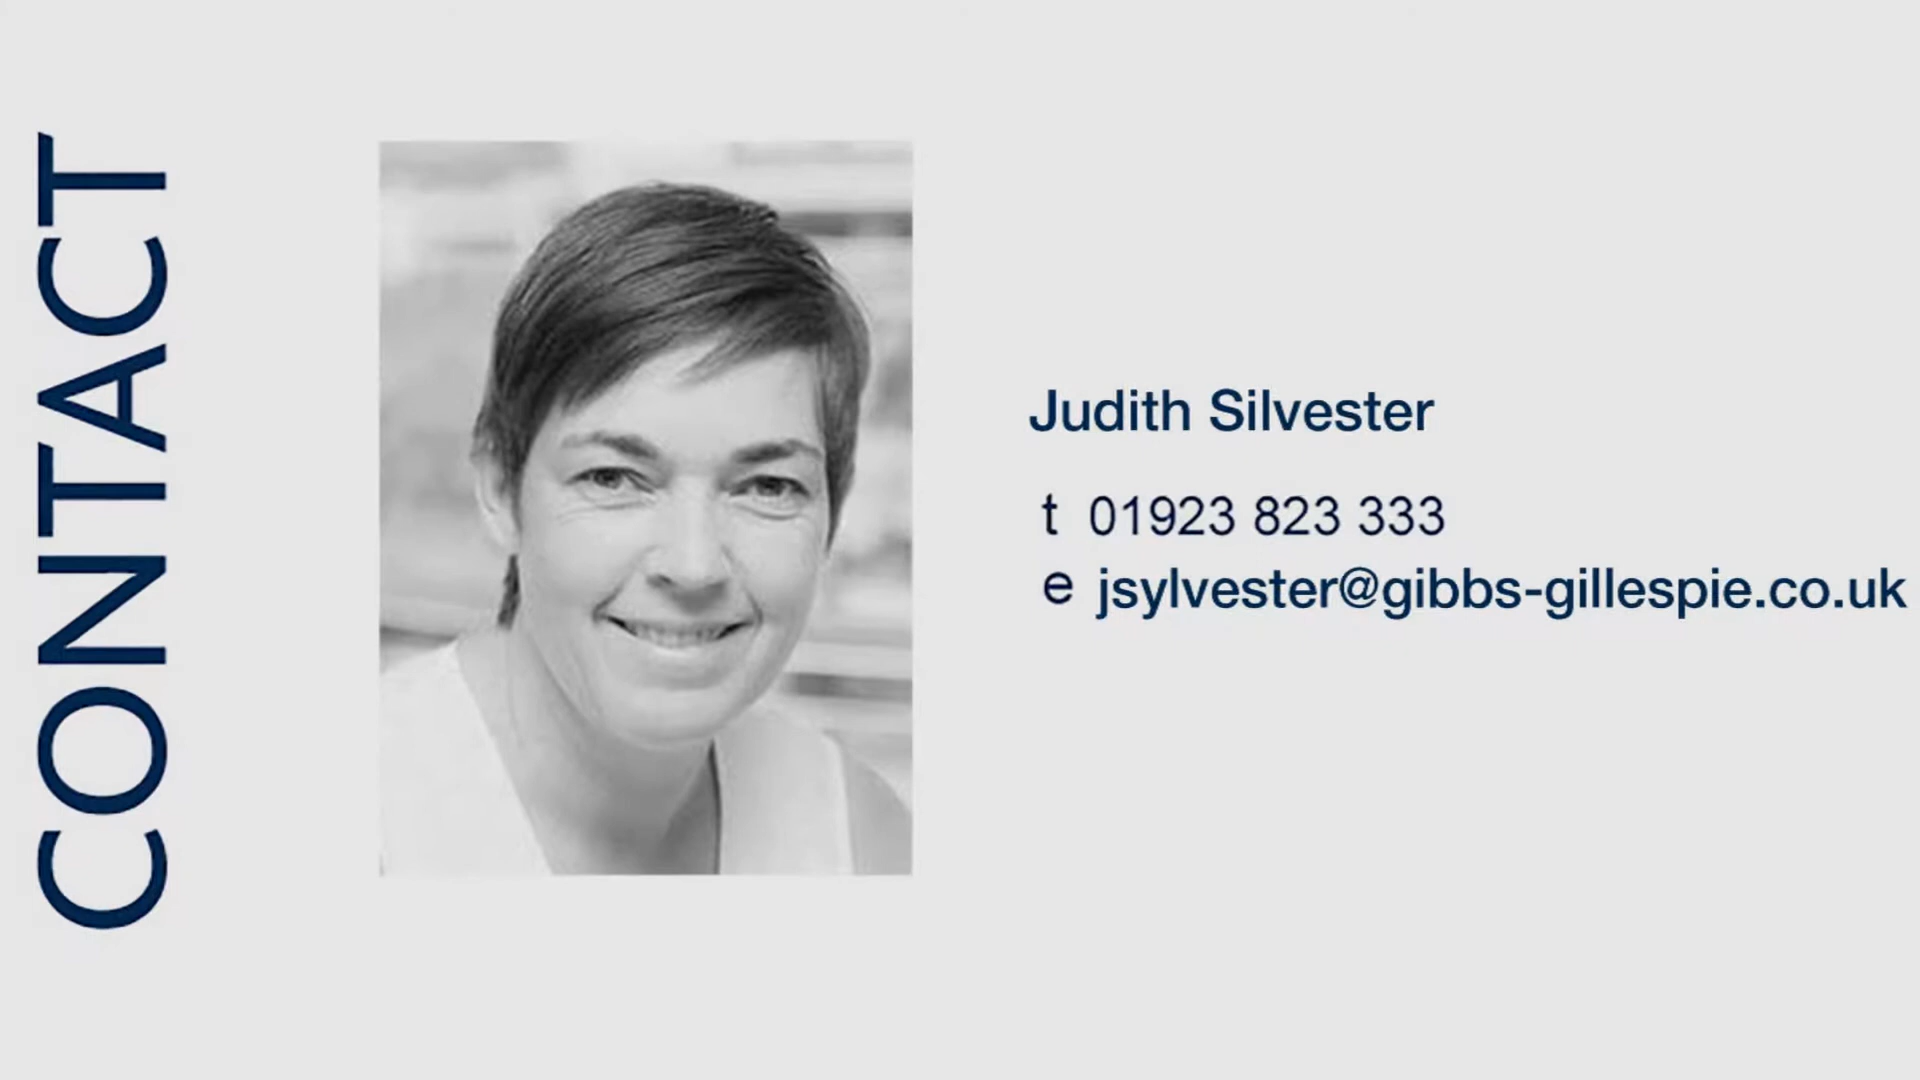 CONTACT
Judith Silvester
t 01923 823 333
e jsylvester@gibbs-gillespie.co.uk